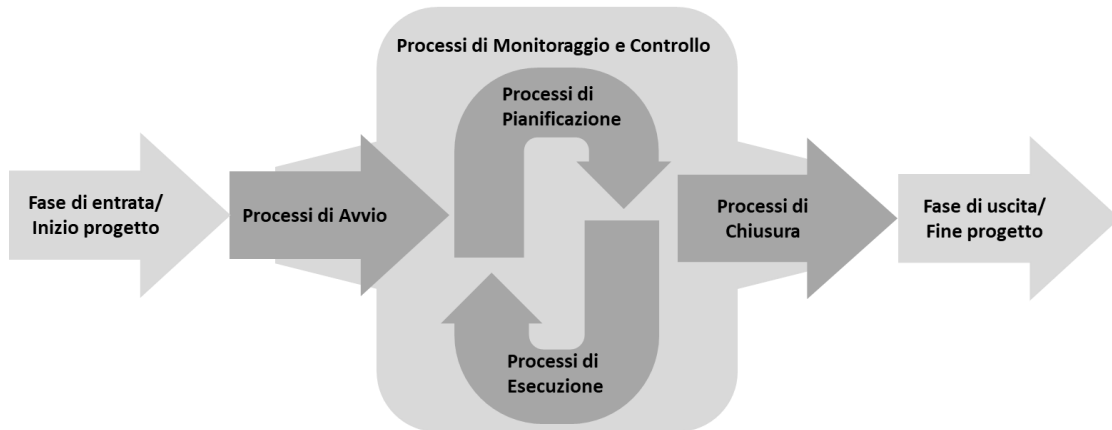 Processi di Monitoraggio e Controllo
Processi di
Pianificazione
Fase di entrata/
Inizio progetto
Processi di Avvio
Processi di
Chiusura
Fase di uscita/
Fine progetto
Processi di
Esecuzione